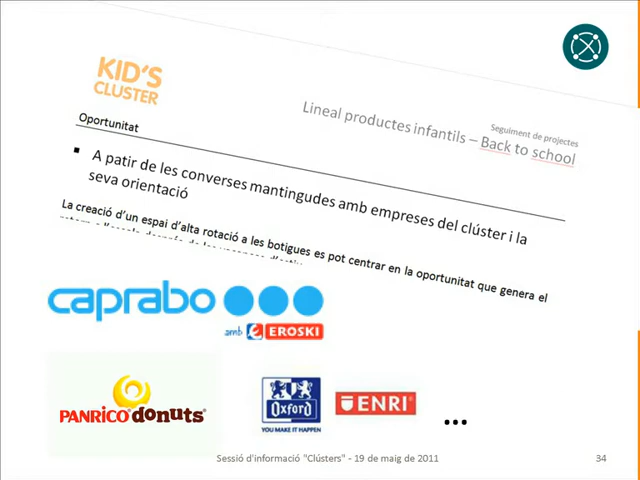 KID'S
CLUSTER
Seguiment de projectes
Lineal productes infantils – Back to school
Oportunitat
▪ A patir de les converses mantingudes amb empreses del clúster i la
seva orientació
La creació d'un espai d'alta rotació a les botigues es pot centrar en la oportunitat que genera el
caprabo
amb EROSKI
PANRICO donuts
Oxford
YOU MAKE IT HAPPEN
ENRI
...
Sessió d'informació "Clústers" - 19 de maig de 2011
34